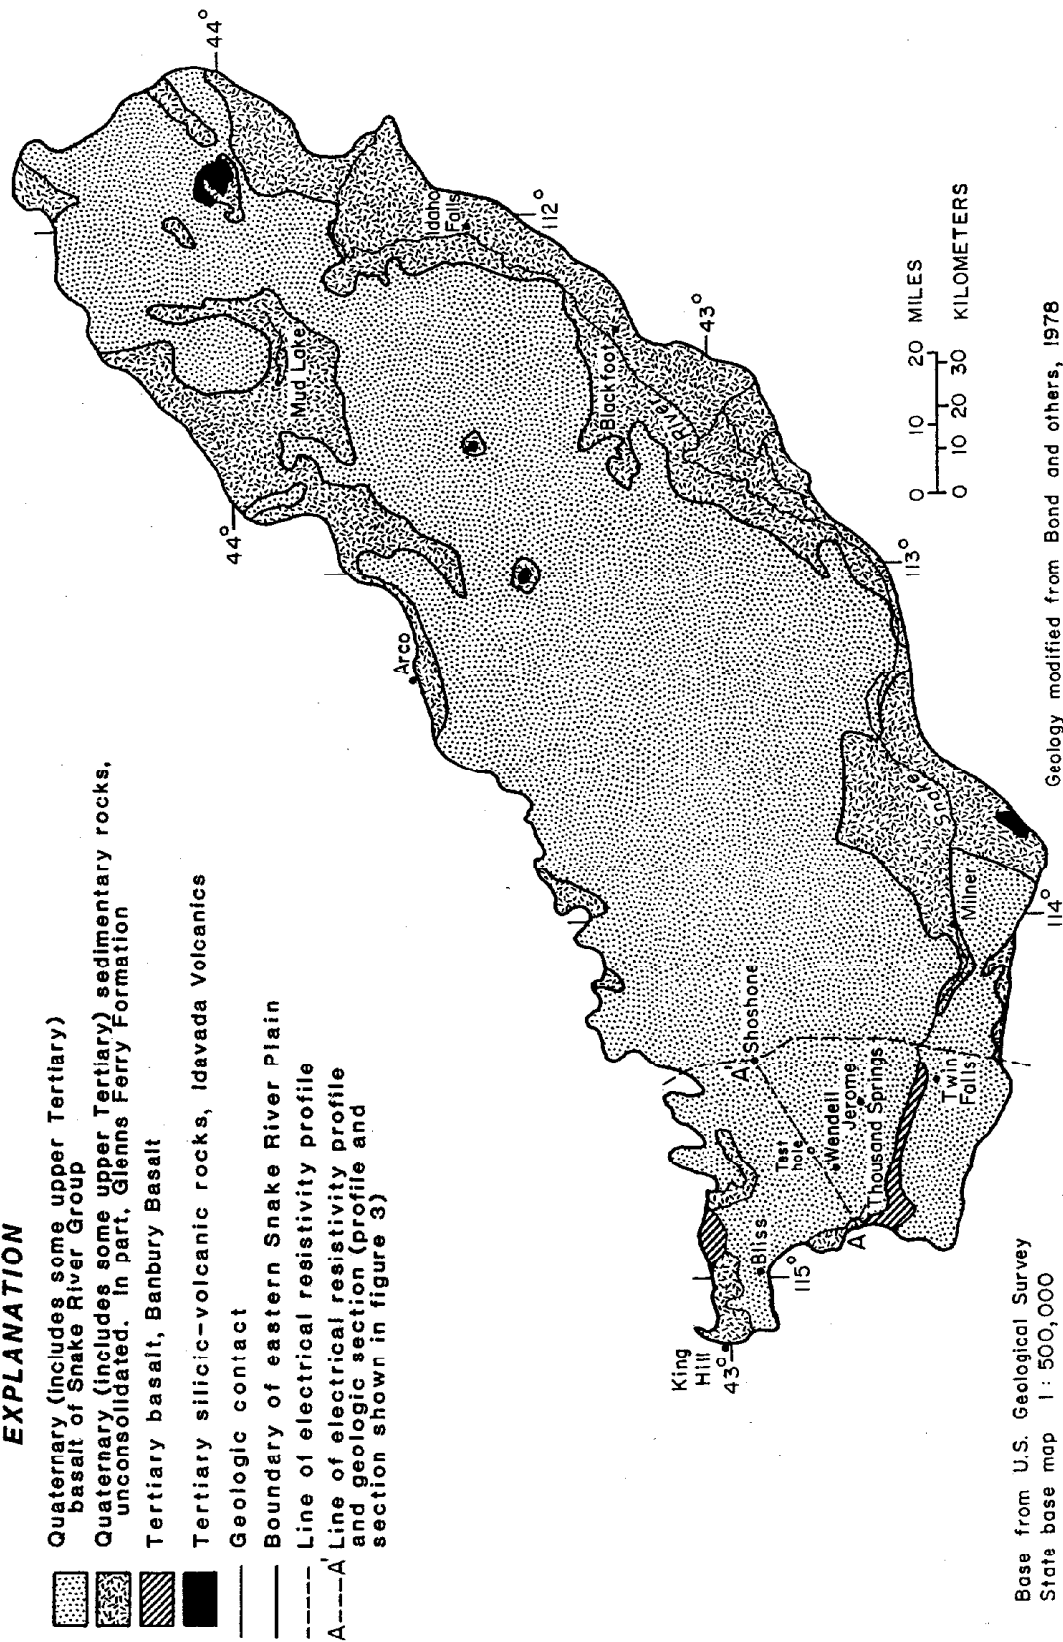 EXPLANATION
Quaternary (includes some upper Tertiary)
basalt of Snake River Group
Quaternary (includes some upper Tertiary) sedimentary rocks,
unconsolidated. In part, Glenns Ferry Formation
Tertiary basalt, Banbury Basalt
Tertiary silicic-volcanic rocks, Idavada Volcanics
Geologic contact
Boundary of eastern Snake River Plain
Line of electrical resistivity profile
A----A' Line of electrical resistivity profile
and geologic section (profile and
section shown in figure 3)
44°
44°
Mud Lake
Idaho
Falls
112°
Arco
Blackfoot
River
43°
113°
Snake
Milner
114°
A' Shoshone
Test
hole
Wendell
Jerome
Thousand Springs
Twin
Falls
A
Bliss
115°
King
Hill
43°
0 10 20 MILES
0 10 20 30 KILOMETERS
Base from U.S. Geological Survey
State base map 1:500,000
Geology modified from Bond and others, 1978